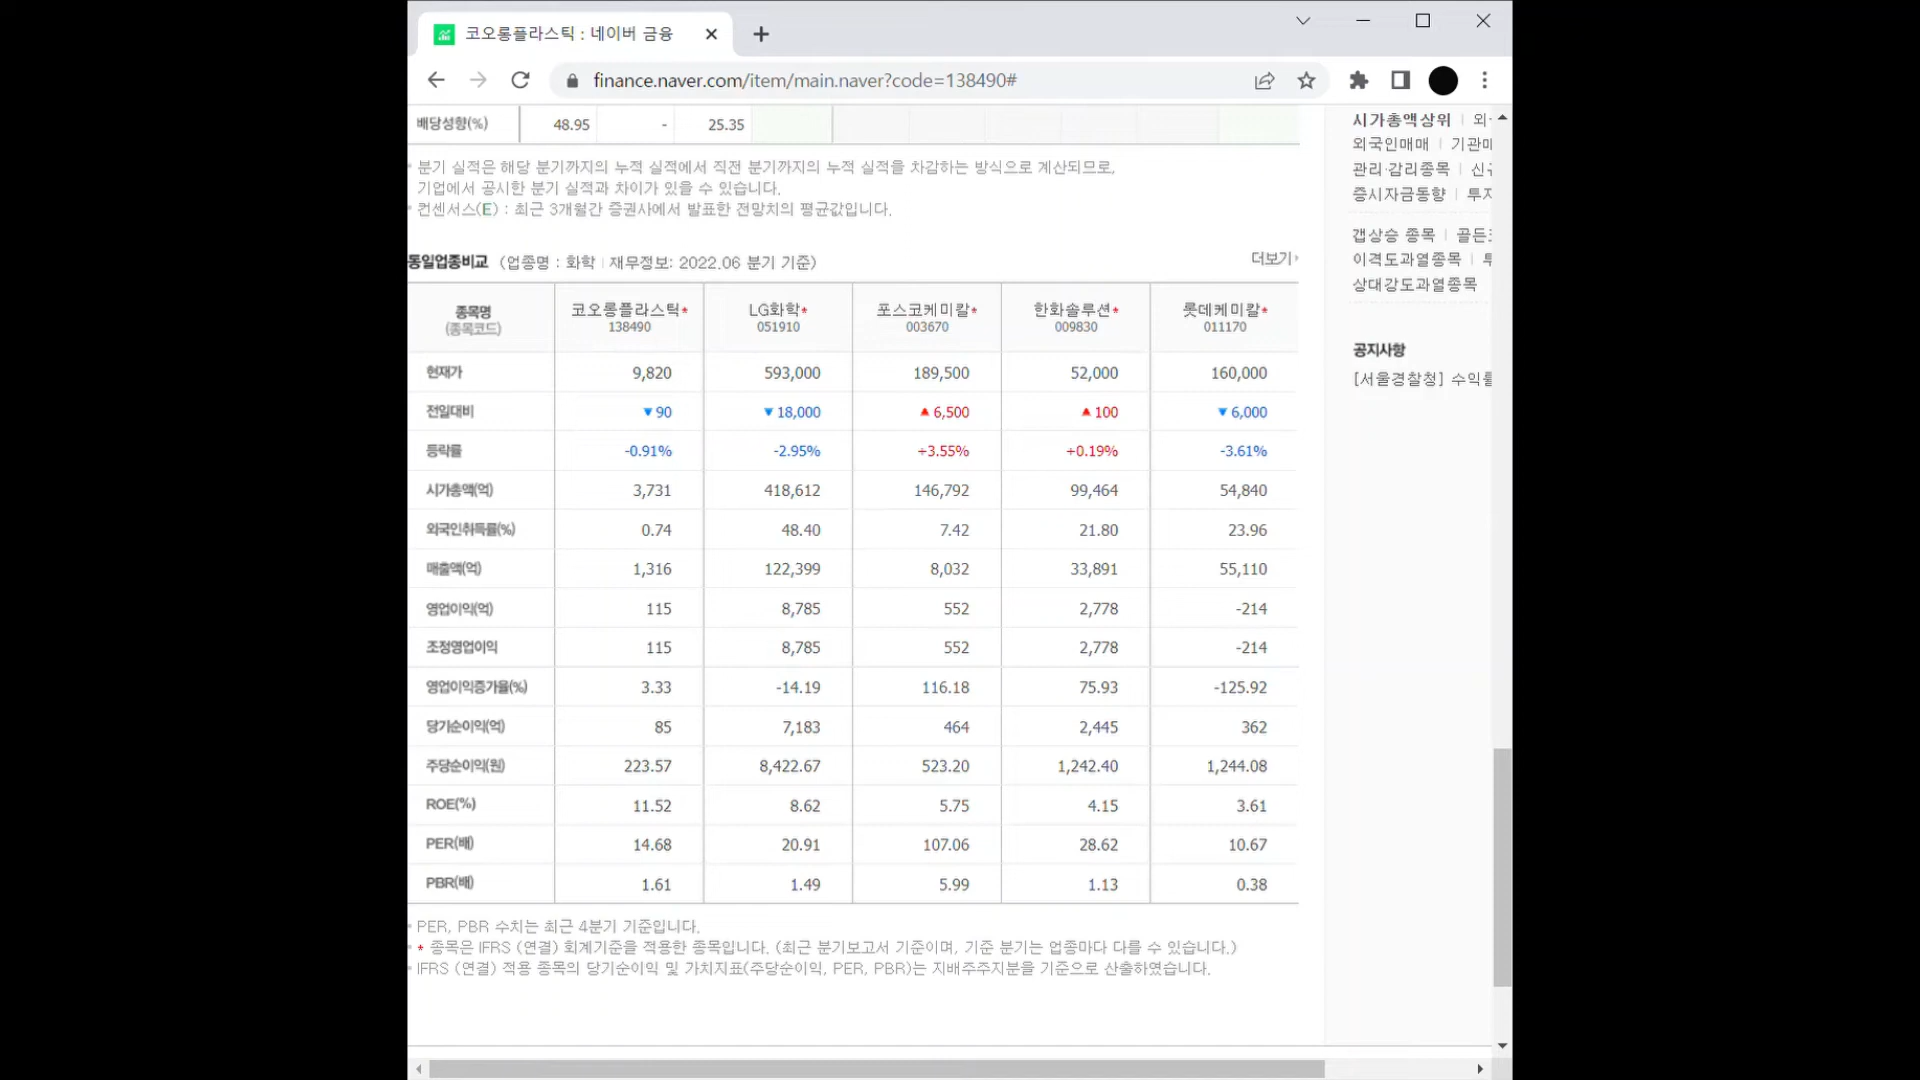 코오롱플라스틱 : 네이버 금융
finance.naver.com/item/main.naver?code=138490#
배당성향(%) 48.95 - 25.35
분기 실적은 해당 분기까지의 누적 실적에서 직전 분기까지의 누적 실적을 차감하는 방식으로 계산되므로,
기업에서 공시한 분기 실적과 차이가 있을 수 있습니다.
컨센서스(E) : 최근 3개월간 증권사에서 발표한 전망치의 평균값입니다.
동일업종비교 (업종명 : 화학 | 재무정보: 2022.06 분기 기준) 더보기
종목명 코오롱플라스틱* LG화학* 포스코케미칼* 한화솔루션* 롯데케미칼*
(종목코드) 138490 051910 003670 009830 011170
현재가 9,820 593,000 189,500 52,000 160,000
전일대비 ▼90 ▼18,000 ▲6,500 ▲100 ▼6,000
등락률 -0.91% -2.95% +3.55% +0.19% -3.61%
시가총액(억) 3,731 418,612 146,792 99,464 54,840
외국인취득률(%) 0.74 48.40 7.42 21.80 23.96
매출액(억) 1,316 122,399 8,032 33,891 55,110
영업이익(억) 115 8,785 552 2,778 -214
조정영업이익 115 8,785 552 2,778 -214
영업이익증가율(%) 3.33 -14.19 116.18 75.93 -125.92
당기순이익(억) 85 7,183 464 2,445 362
주당순이익(원) 223.57 8,422.67 523.20 1,242.40 1,244.08
ROE(%) 11.52 8.62 5.75 4.15 3.61
PER(배) 14.68 20.91 107.06 28.62 10.67
PBR(배) 1.61 1.49 5.99 1.13 0.38
PER, PBR 수치는 최근 4분기 기준입니다.
* 종목은 IFRS (연결) 회계기준을 적용한 종목입니다. (최근 분기보고서 기준이며, 기준 분기는 업종마다 다를 수 있습니다.)
IFRS (연결) 적용 종목의 당기순이익 및 가치지표(주당순이익, PER, PBR)는 지배주주지분을 기준으로 산출하였습니다.
시가총액상위 | 외
외국인매매 | 기관
관리·감리종목 | 신
증시자금동향 | 투자
갭상승 종목 | 골든
이격도과열종목 | 투
상대강도과열종목
공지사항
[서울경찰청] 수익률